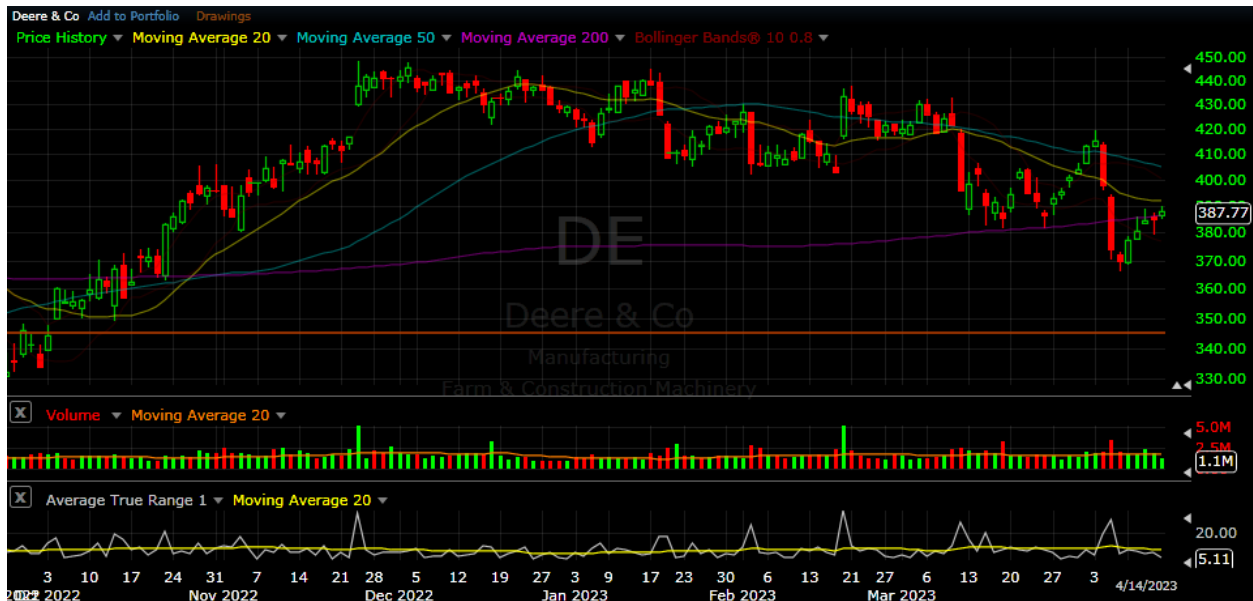 Deere & Co Add to Portfolio Drawings
Price History Moving Average 20 Moving Average 50 Moving Average 200 Bollinger Bands® 10 0.8
450.00
440.00
430.00
420.00
410.00
400.00
387.77
380.00
370.00
360.00
350.00
340.00
330.00
DE
Deere & Co
Manufacturing
Farm & Construction Machinery
X Volume Moving Average 20
5.0M
2.5M
1.1M
X Average True Range 1 Moving Average 20
20.00
5.11
3 10 17 24 31 7 14 21 28 5 12 19 27 3 9 17 23 30 6 13 21 27 6 13 20 27 3 4/14/2023
Oct 2022 Nov 2022 Dec 2022 Jan 2023 Feb 2023 Mar 2023